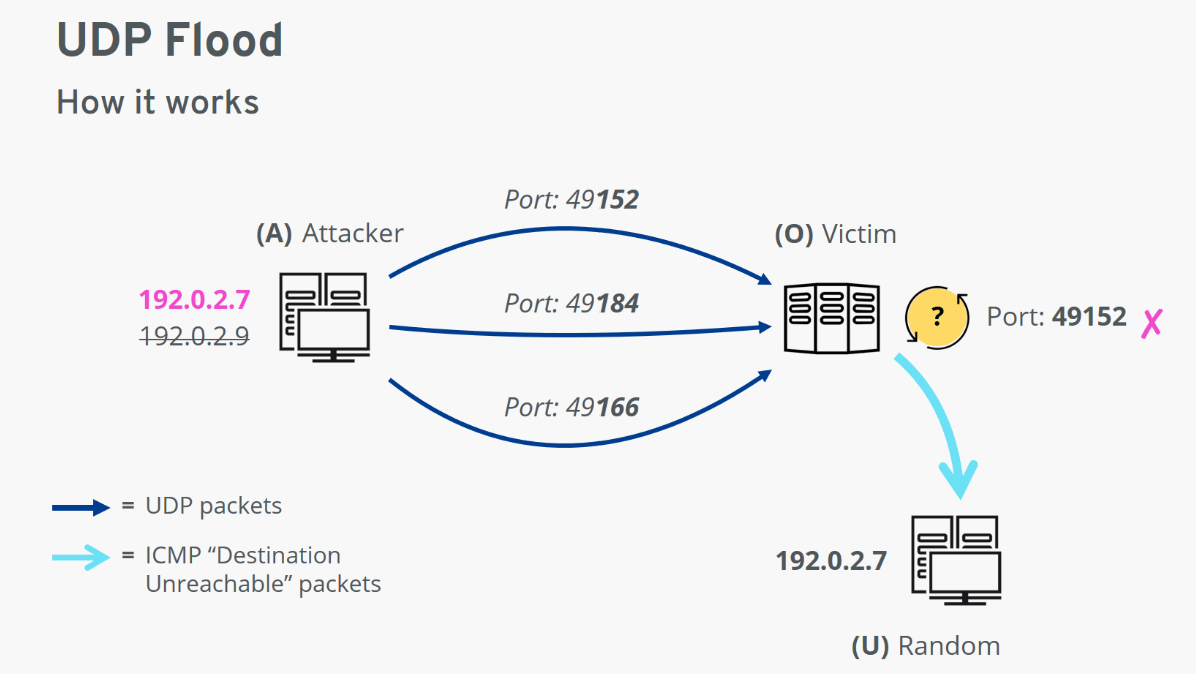 UDP Flood
How it works
Port: 49152
(A) Attacker
(O) Victim
192.0.2.7
192.0.2.9
Port: 49184
?
Port: 49152 ✗
Port: 49166
= UDP packets
= ICMP “Destination
Unreachable” packets
192.0.2.7
(U) Random